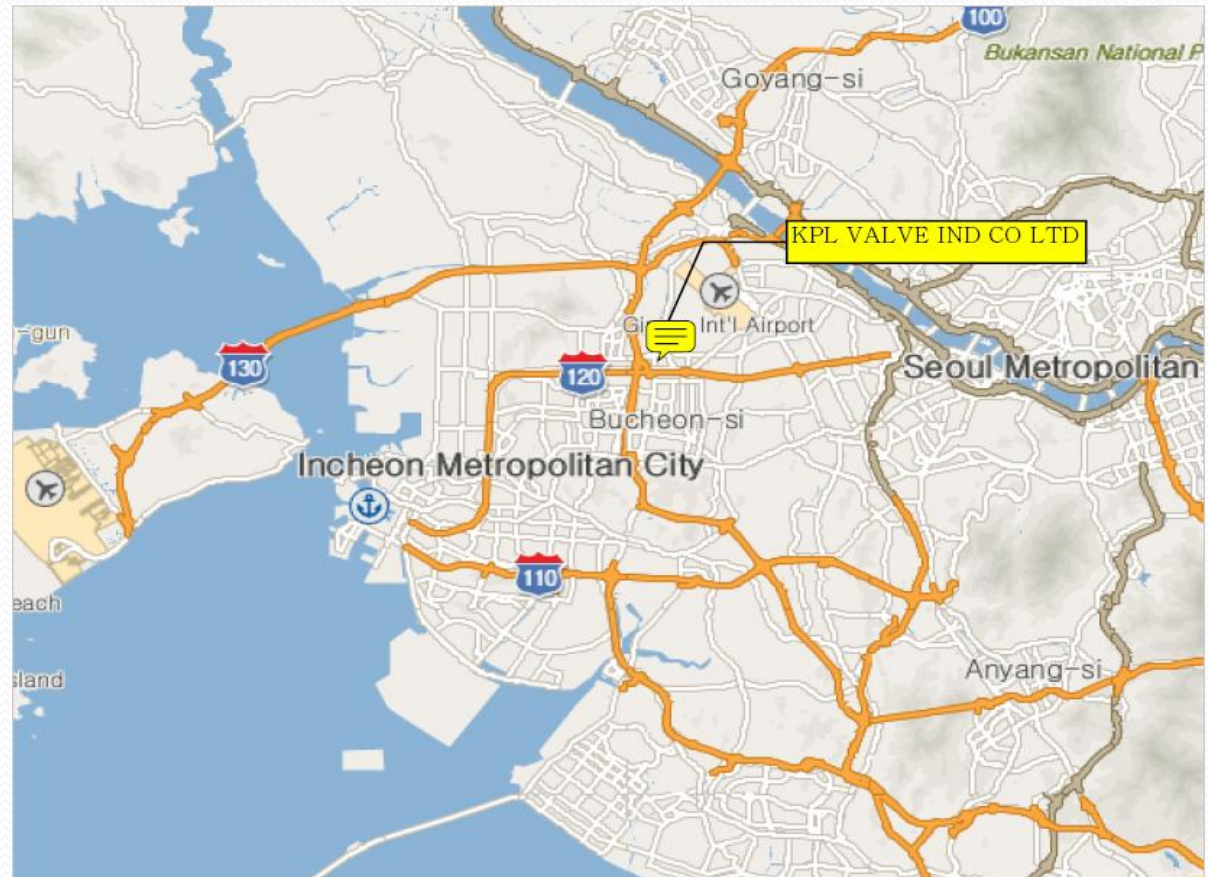 100
Bukansan National P
Goyang-si
KPL VALVE IND CO LTD
Int'l Airport
-gun
130
120
Seoul Metropolitan
Bucheon-si
Incheon Metropolitan City
110
each
sland
Anyang-si